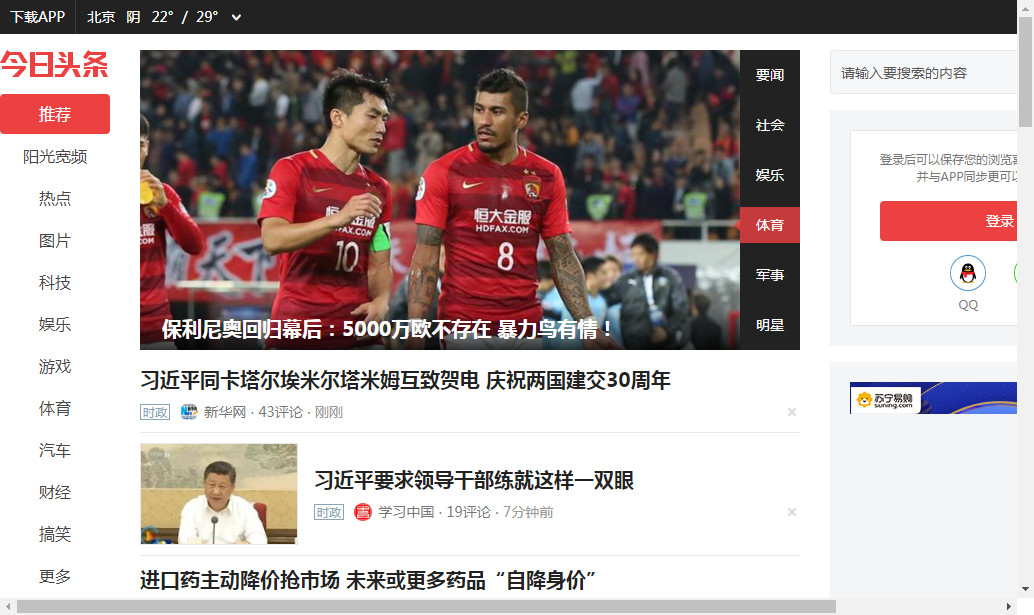 下载APP 北京 阴 22° / 29°
今日头条
推荐
阳光宽频
热点
图片
科技
娱乐
游戏
体育
汽车
财经
搞笑
更多
恒大金服
HDFAX.COM
10
恒大金服
HDFAX.COM
8
保利尼奥回归幕后：5000万欧不存在 暴力鸟有情！
要闻
社会
娱乐
体育
军事
明星
习近平同卡塔尔埃米尔塔米姆互致贺电 庆祝两国建交30周年
时政 新华网 · 43评论 · 刚刚
习近平要求领导干部练就这样一双眼
时政 学习中国 · 19评论 · 7分钟前
进口药主动降价抢市场 未来或更多药品“自降身价”
请输入要搜索的内容
登录后可以保存您的浏览
并与APP同步更可
登录
QQ
苏宁易购
suning.com